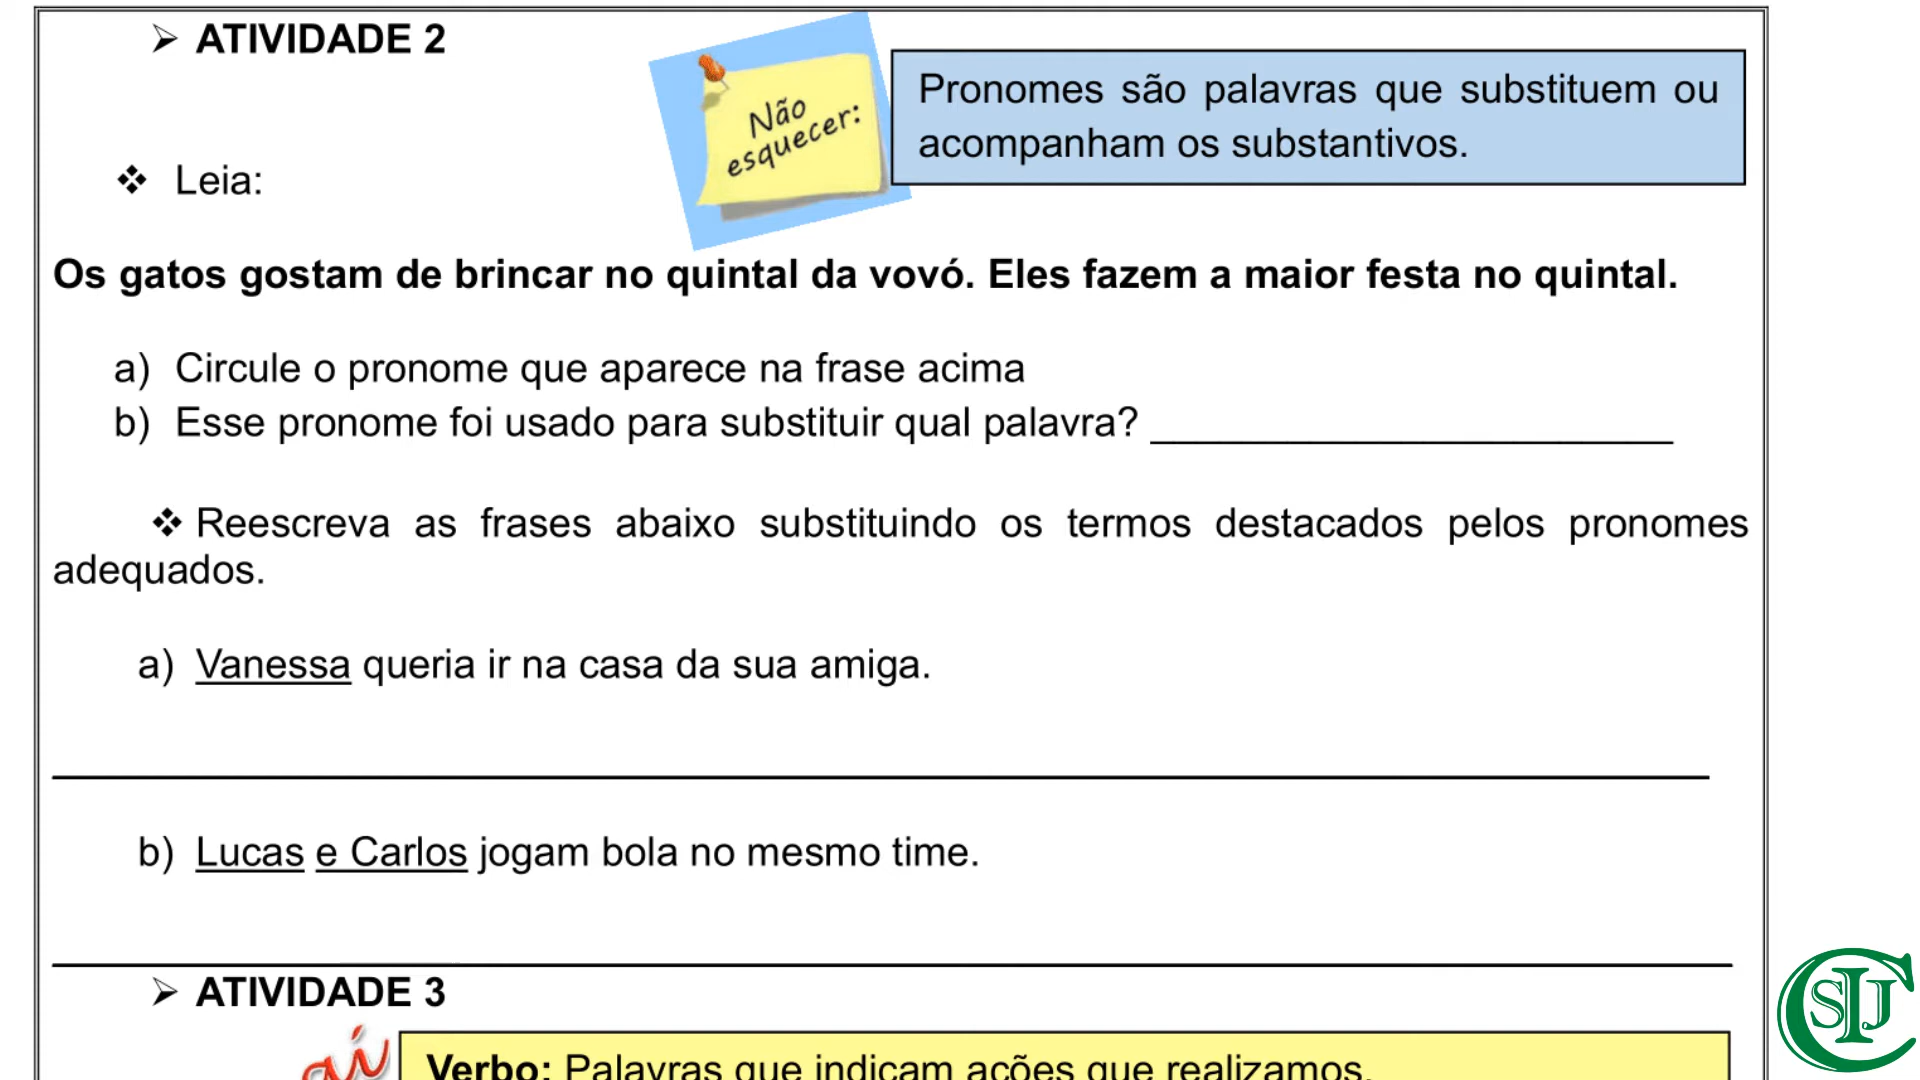 ➢ ATIVIDADE 2
Não
esquecer:
Pronomes são palavras que substituem ou
acompanham os substantivos.
❖ Leia:
Os gatos gostam de brincar no quintal da vovó. Eles fazem a maior festa no quintal.
a) Circule o pronome que aparece na frase acima
b) Esse pronome foi usado para substituir qual palavra? _______________________
❖ Reescreva as frases abaixo substituindo os termos destacados pelos pronomes
adequados.
a) Vanessa queria ir na casa da sua amiga.
b) Lucas e Carlos jogam bola no mesmo time.
➢ ATIVIDADE 3
aí
Verbo: Palavras que indicam ações que realizamos.
CSIJ